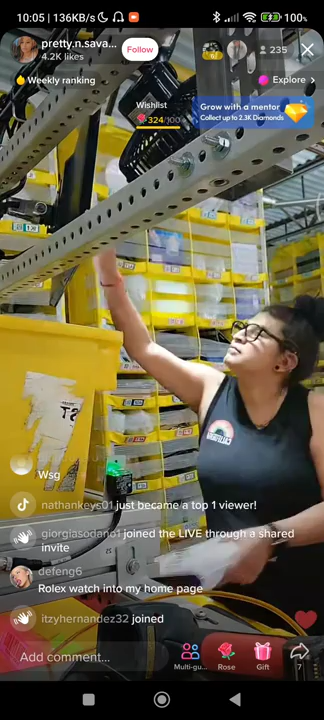 10:05 | 136KB/s
100%
pretty.n.sava...
4.2K likes
Follow
235
Weekly ranking
Explore >
Wishlist
324/100
Grow with a mentor
Collect up to 2.3K Diamonds
T2
Wsg
nathankeys01 just became a top 1 viewer!
giorgiasodano1 joined the LIVE through a shared
invite
defeng6
Rolex watch into my home page
itzyhernandez32 joined
Add comment...
Multi-gu...
Rose
Gift
7